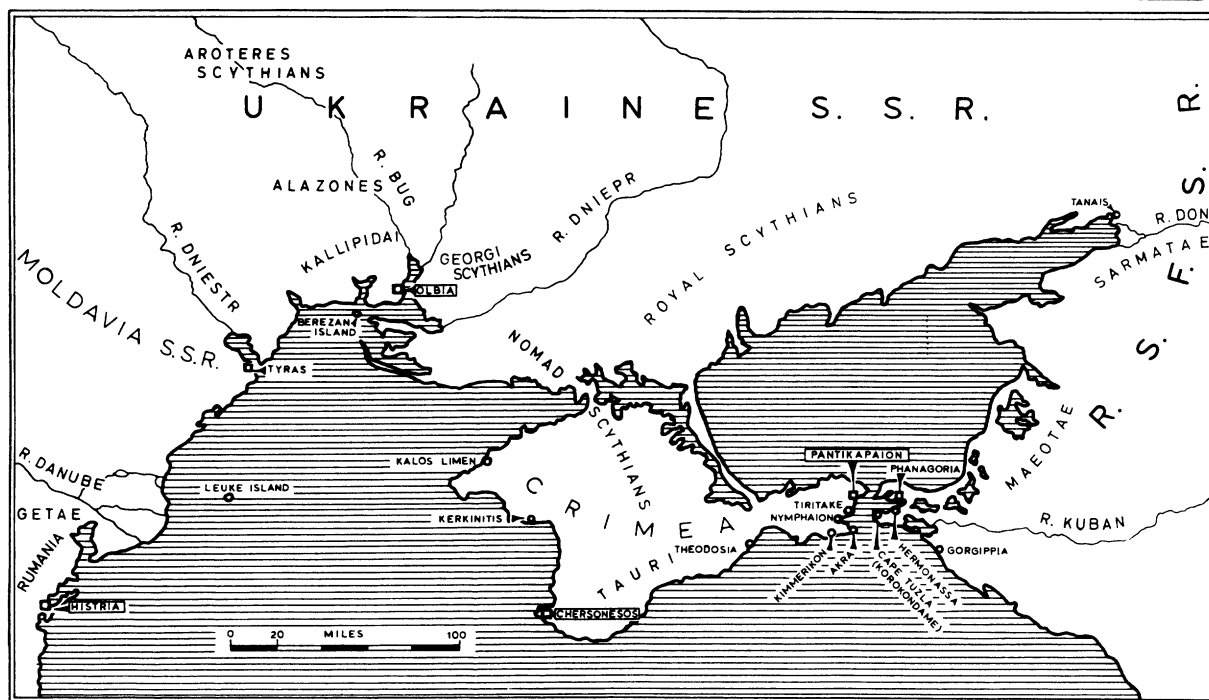 AROTERES
SCYTHIANS
UKRAINE S.S.R.
R. S. F. S. R.
ALAZONES
R. BUG
R. DNIEPR
R. DNIESTR
KALLIPIDAI
GEORGI
SCYTHIANS
ROYAL SCYTHIANS
TANAIS
R. DON
SARMATAE
MOLDAVIA S.S.R.
OLBIA
BEREZAN
ISLAND
NOMAD SCYTHIANS
TYRAS
MAEOTAE
R. DANUBE
LEUKE ISLAND
KALOS LIMEN
PANTIKAPAION
PHANAGORIA
GETAE
KERKINITIS
CRIMEA
TIRITAKE
NYMPHAION
R. KUBAN
RUMANIA
THEODOSIA
TAURI
GORGIPPIA
KIMMERIKON
AKRA
CAPE TUZLA
(KOROKONDAME)
HERMONASSA
HISTRIA
CHERSONESOS
0 20 MILES 100